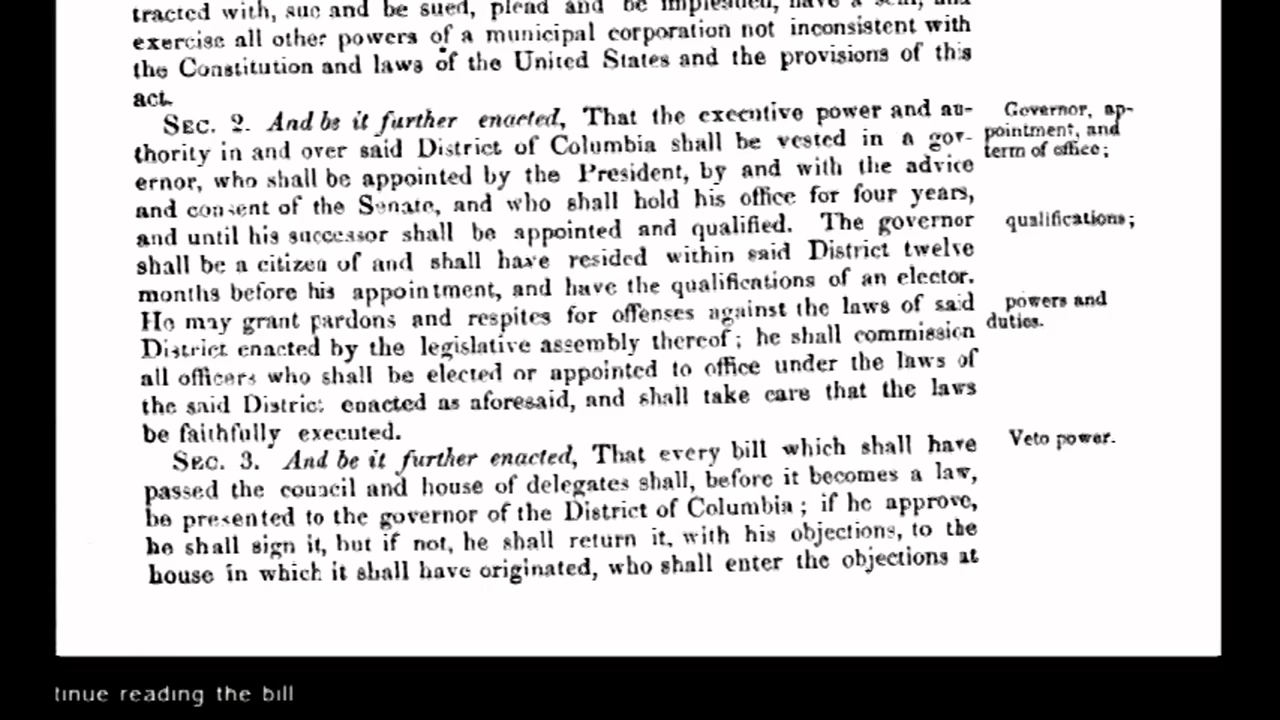 tracted with, sue and be sued, plead and be impleaded, have a seal, and
exercise all other powers of a municipal corporation not inconsistent with
the Constitution and laws of the United States and the provisions of this
act.
SEC. 2. And be it further enacted, That the executive power and au-
thority in and over said District of Columbia shall be vested in a gov-
ernor, who shall be appointed by the President, by and with the advice
and consent of the Senate, and who shall hold his office for four years,
and until his successor shall be appointed and qualified. The governor
shall be a citizen of and shall have resided within said District twelve
months before his appointment, and have the qualifications of an elector.
He may grant pardons and respites for offenses against the laws of said
District enacted by the legislative assembly thereof; he shall commission
all officers who shall be elected or appointed to office under the laws of
the said District enacted as aforesaid, and shall take care that the laws
be faithfully executed.
SEC. 3. And be it further enacted, That every bill which shall have
passed the council and house of delegates shall, before it becomes a law,
be presented to the governor of the District of Columbia; if he approve,
he shall sign it, but if not, he shall return it, with his objections, to the
house in which it shall have originated, who shall enter the objections at
Governor, ap-
pointment, and
term of office;
qualifications;
powers and
duties.
Veto power.
tinue reading the bill